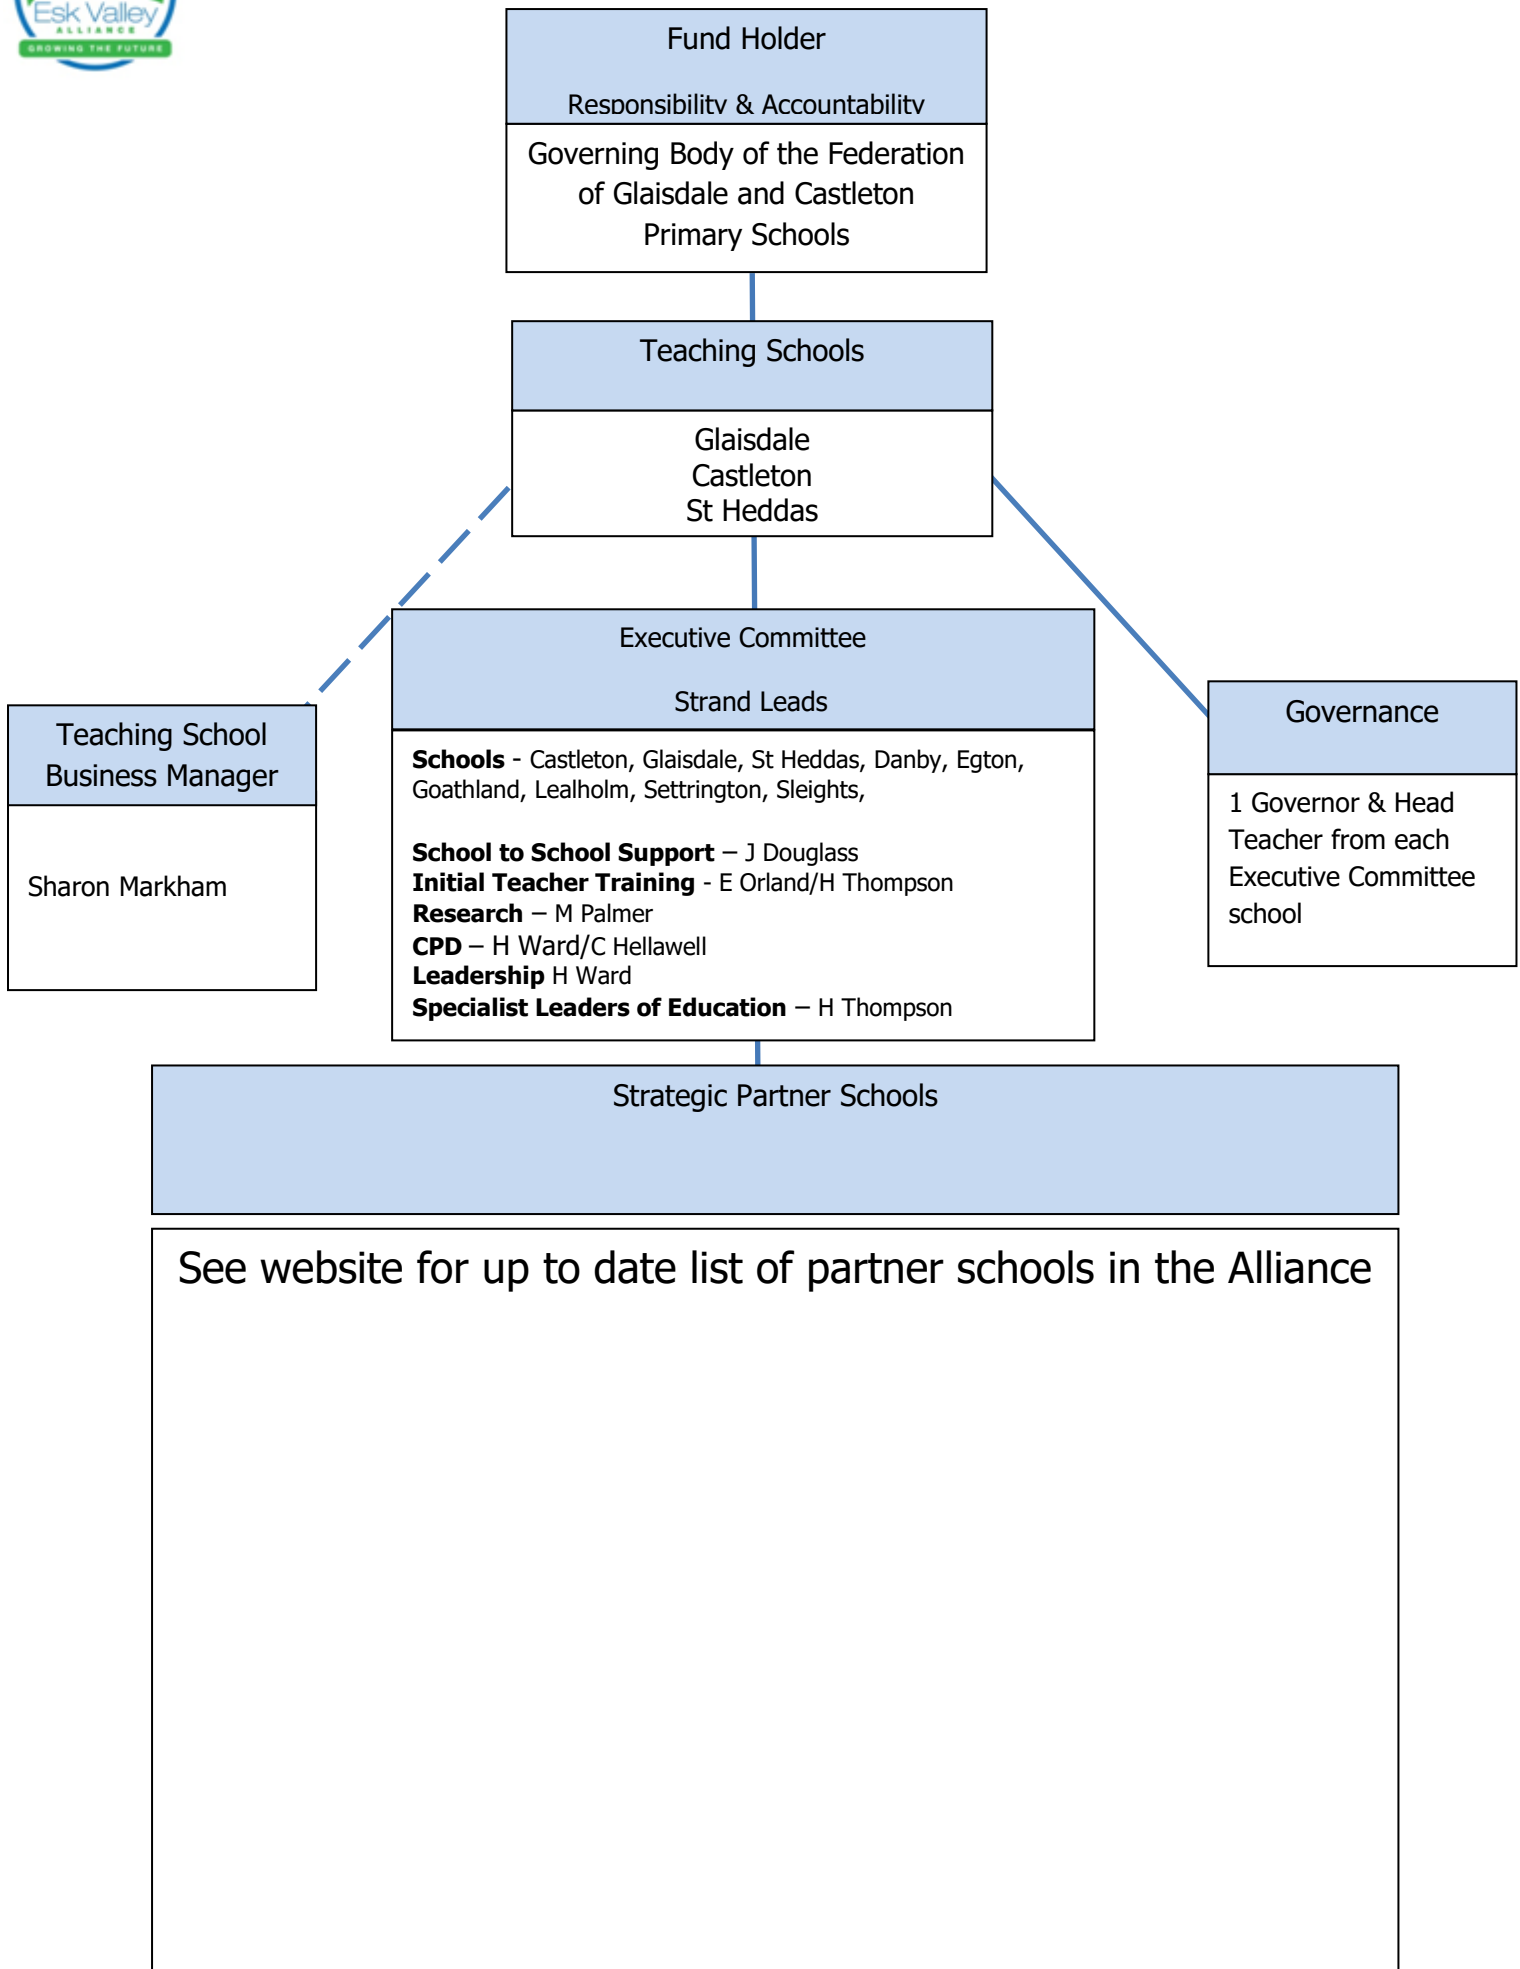 Esk Valley
ALLIANCE
GROWING THE FUTURE
Fund Holder
Responsibility & Accountability
Governing Body of the Federation
of Glaisdale and Castleton
Primary Schools
Teaching Schools
Glaisdale
Castleton
St Heddas
Executive Committee
Strand Leads
Schools - Castleton, Glaisdale, St Heddas, Danby, Egton,
Goathland, Lealholm, Settrington, Sleights,
School to School Support – J Douglass
Initial Teacher Training - E Orland/H Thompson
Research – M Palmer
CPD – H Ward/C Hellawell
Leadership H Ward
Specialist Leaders of Education – H Thompson
Teaching School
Business Manager
Sharon Markham
Governance
1 Governor & Head
Teacher from each
Executive Committee
school
Strategic Partner Schools
See website for up to date list of partner schools in the Alliance